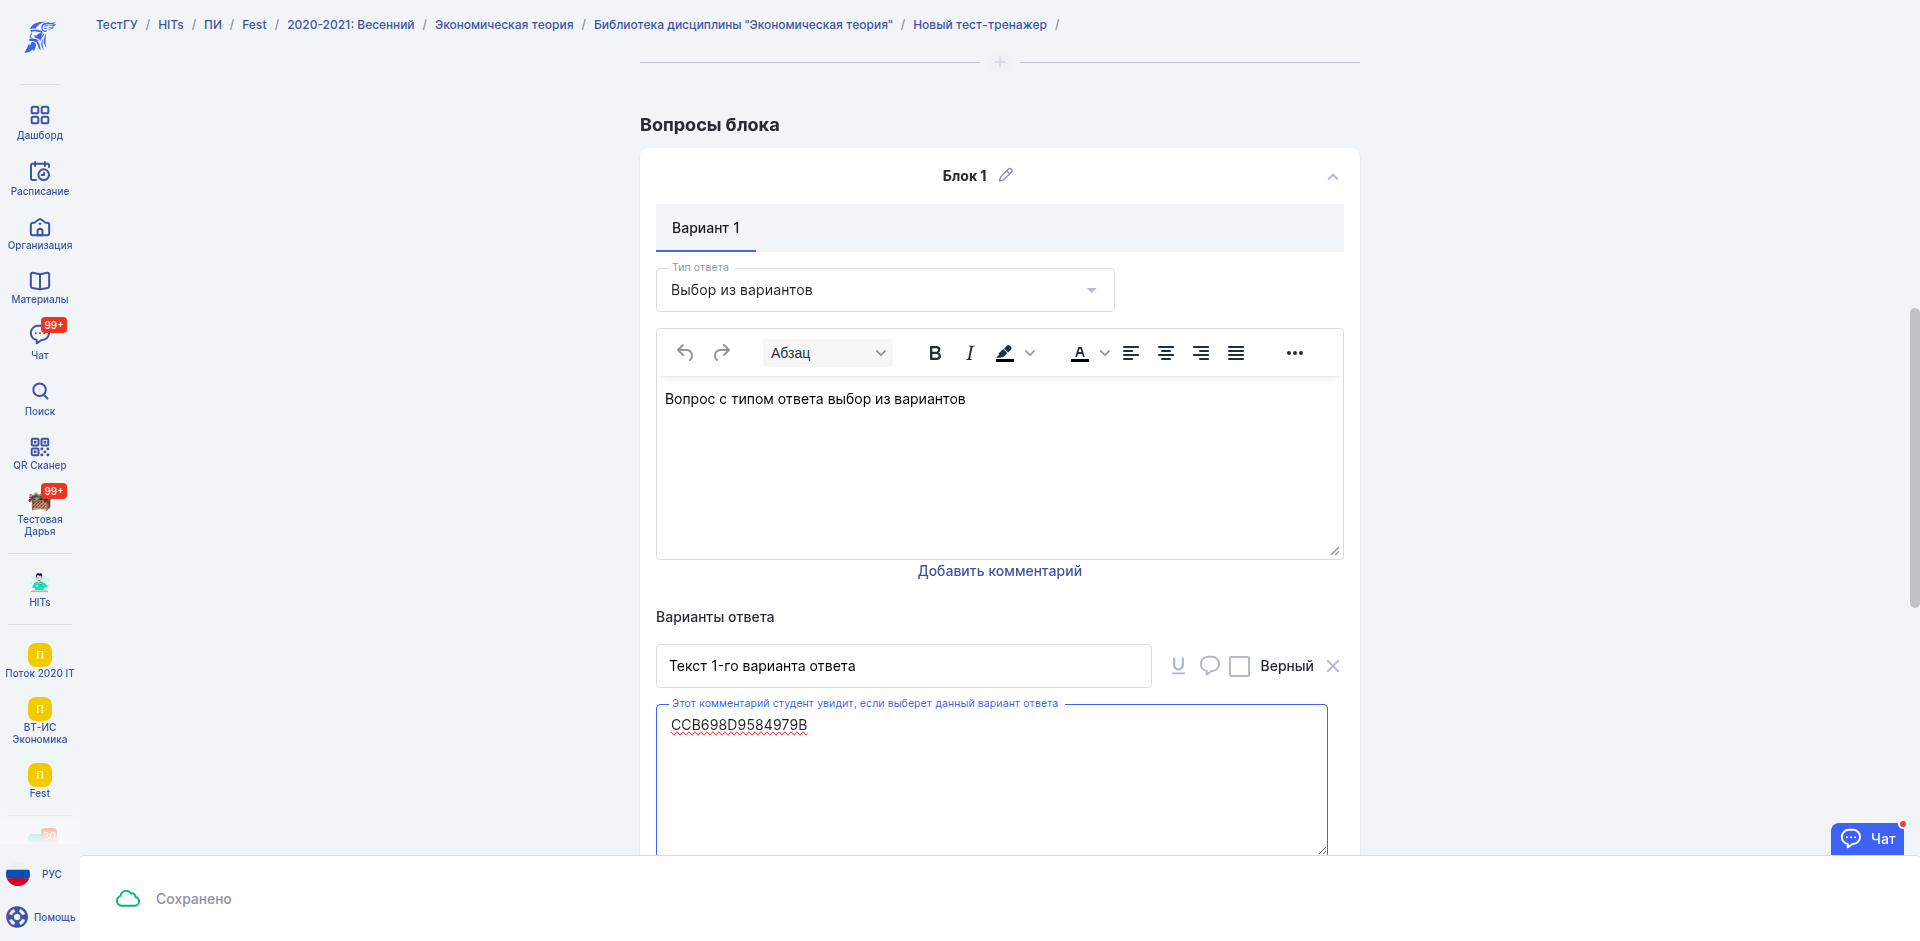 ТестГУ / HITs / ПИ / Fest / 2020-2021: Весенний / Экономическая теория / Библиотека дисциплины "Экономическая теория" / Новый тест-тренажер /
Дашборд
Расписание
Организация
Материалы
99+
Чат
Поиск
QR Сканер
99+
Тестовая
Дарья
HITs
П
Поток 2020 IT
П
ВТ-ИС
Экономика
П
Fest
30
РУС
Помощь
Вопросы блока
Блок 1
Вариант 1
Тип ответа
Выбор из вариантов
Абзац
B I A
Вопрос с типом ответа выбор из вариантов
Добавить комментарий
Варианты ответа
Текст 1-го варианта ответа
U
Верный
Этот комментарий студент увидит, если выберет данный вариант ответа
CCB698D9584979B
Чат
Сохранено